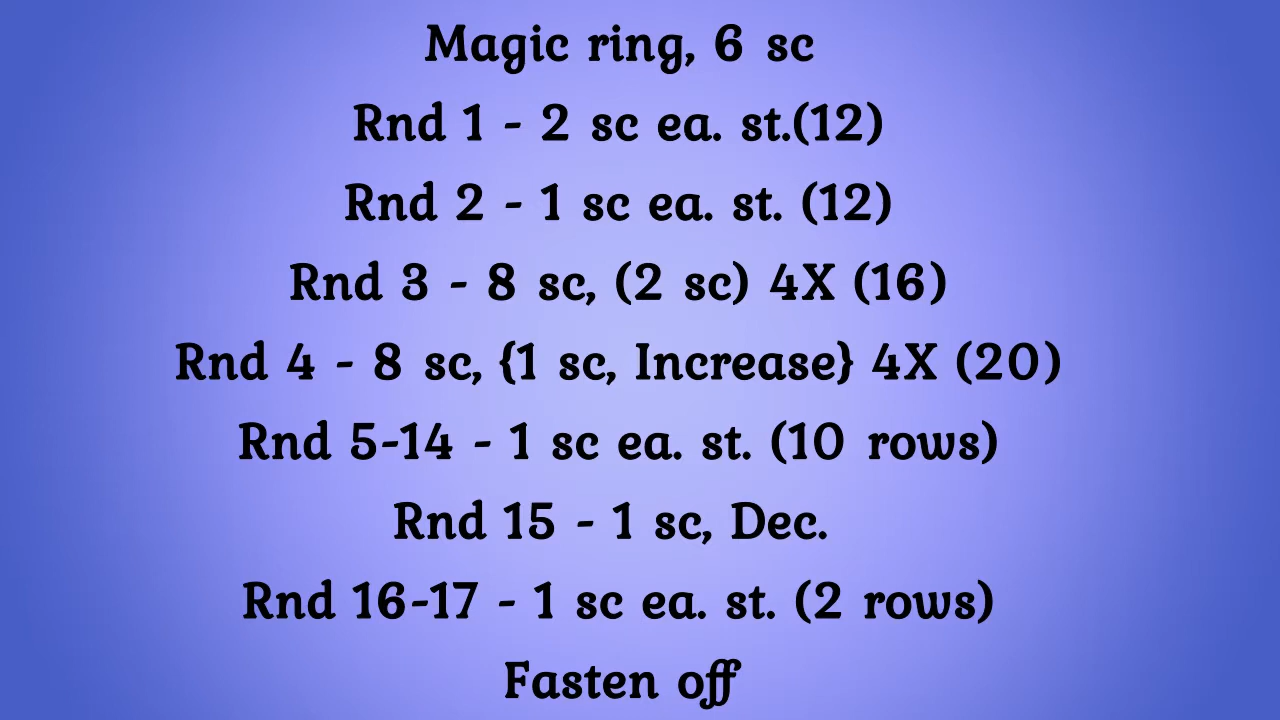 Magic ring, 6 sc
Rnd 1 - 2 sc ea. st.(12)
Rnd 2 - 1 sc ea. st. (12)
Rnd 3 - 8 sc, (2 sc) 4X (16)
Rnd 4 - 8 sc, {1 sc, Increase} 4X (20)
Rnd 5-14 - 1 sc ea. st. (10 rows)
Rnd 15 - 1 sc, Dec.
Rnd 16-17 - 1 sc ea. st. (2 rows)
Fasten off